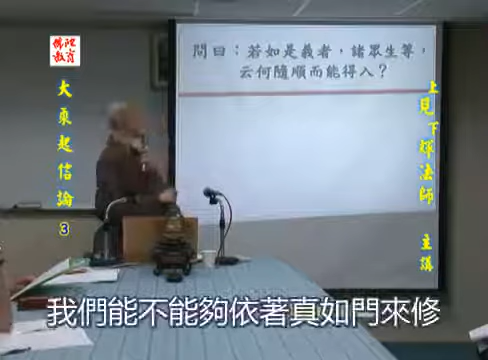 佛陀
教育
大乘起信論
3
問曰：若如是義者，諸眾生等，
云何隨順而能得入？
上見下輝法師 主講
我們能不能夠依著真如門來修